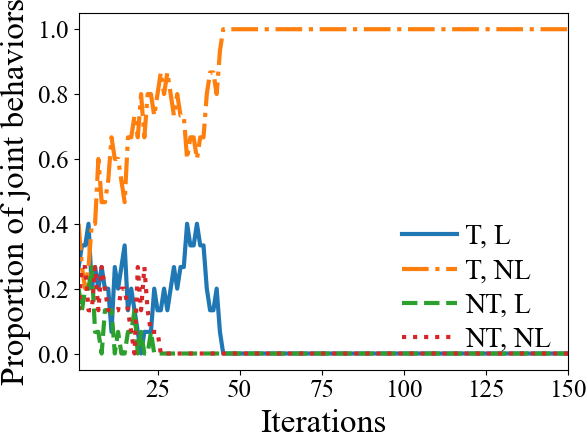 Proportion of joint behaviors
1.0
0.8
0.6
0.4
0.2
0.0
T, L
T, NL
NT, L
NT, NL
25 50 75 100 125 150
Iterations